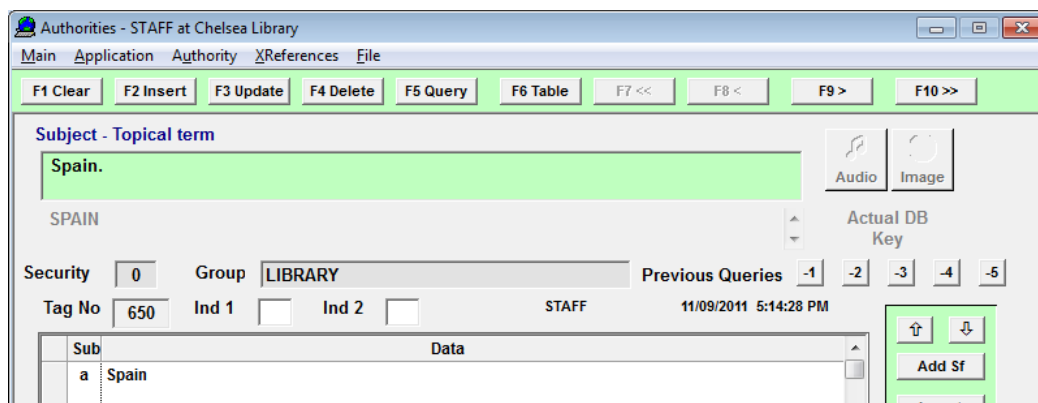 Authorities - STAFF at Chelsea Library
Main Application Authority XReferences File
F1 Clear F2 Insert F3 Update F4 Delete F5 Query F6 Table F7 << F8 < F9 > F10 >>
Subject - Topical term
Spain.
Audio Image
SPAIN
Actual DB
Key
Security 0 Group LIBRARY Previous Queries -1 -2 -3 -4 -5
Tag No 650 Ind 1 Ind 2 STAFF 11/09/2011 5:14:28 PM
Sub Data
Add Sf
a Spain